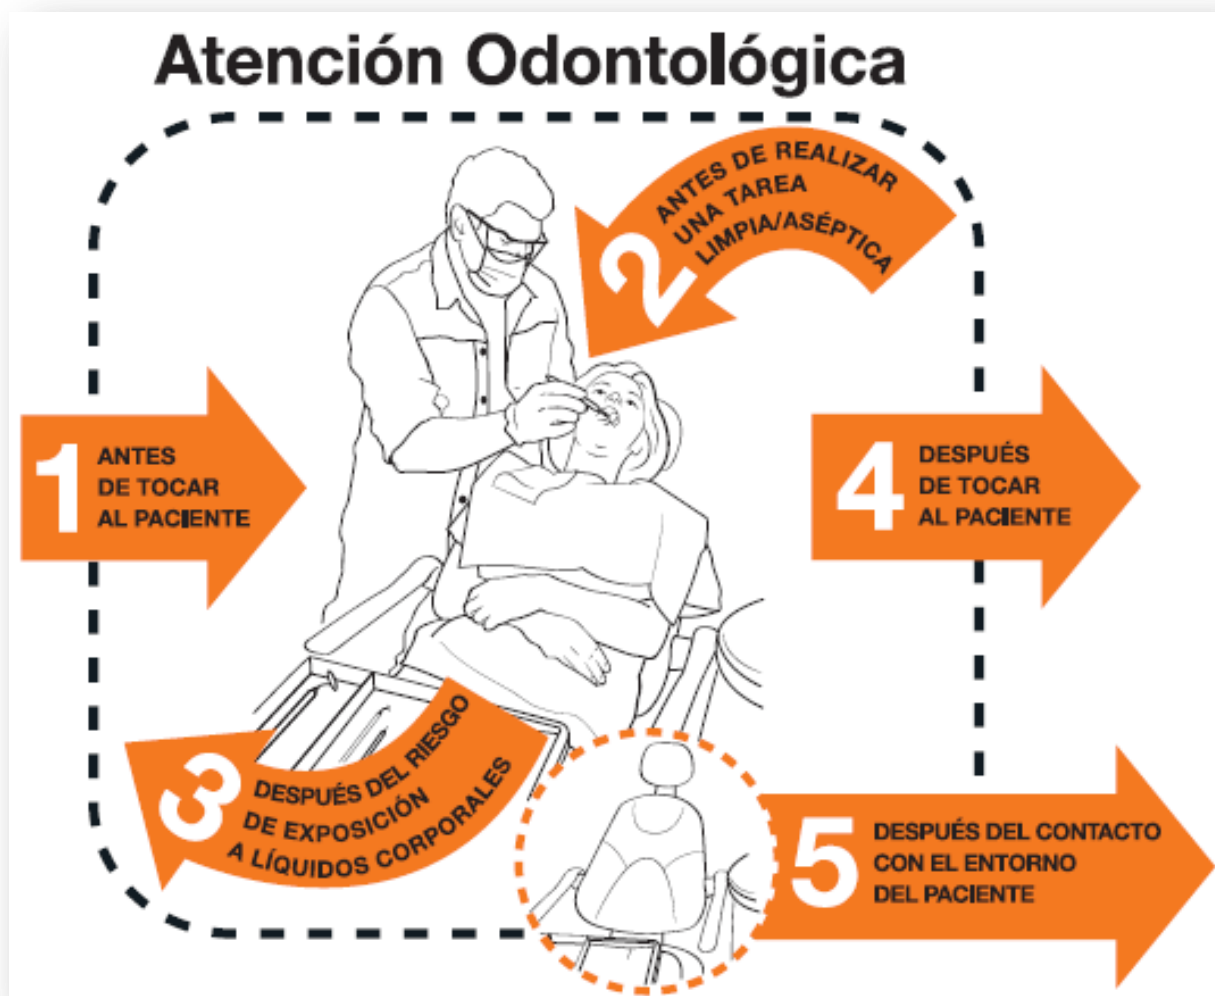 Atención Odontológica
1
ANTES
DE TOCAR
AL PACIENTE
2
ANTES DE REALIZAR
UNA TAREA
LIMPIA/ASÉPTICA
3
DESPUÉS DEL RIESGO
DE EXPOSICIÓN
A LÍQUIDOS CORPORALES
4
DESPUÉS
DE TOCAR
AL PACIENTE
5
DESPUÉS DEL CONTACTO
CON EL ENTORNO
DEL PACIENTE